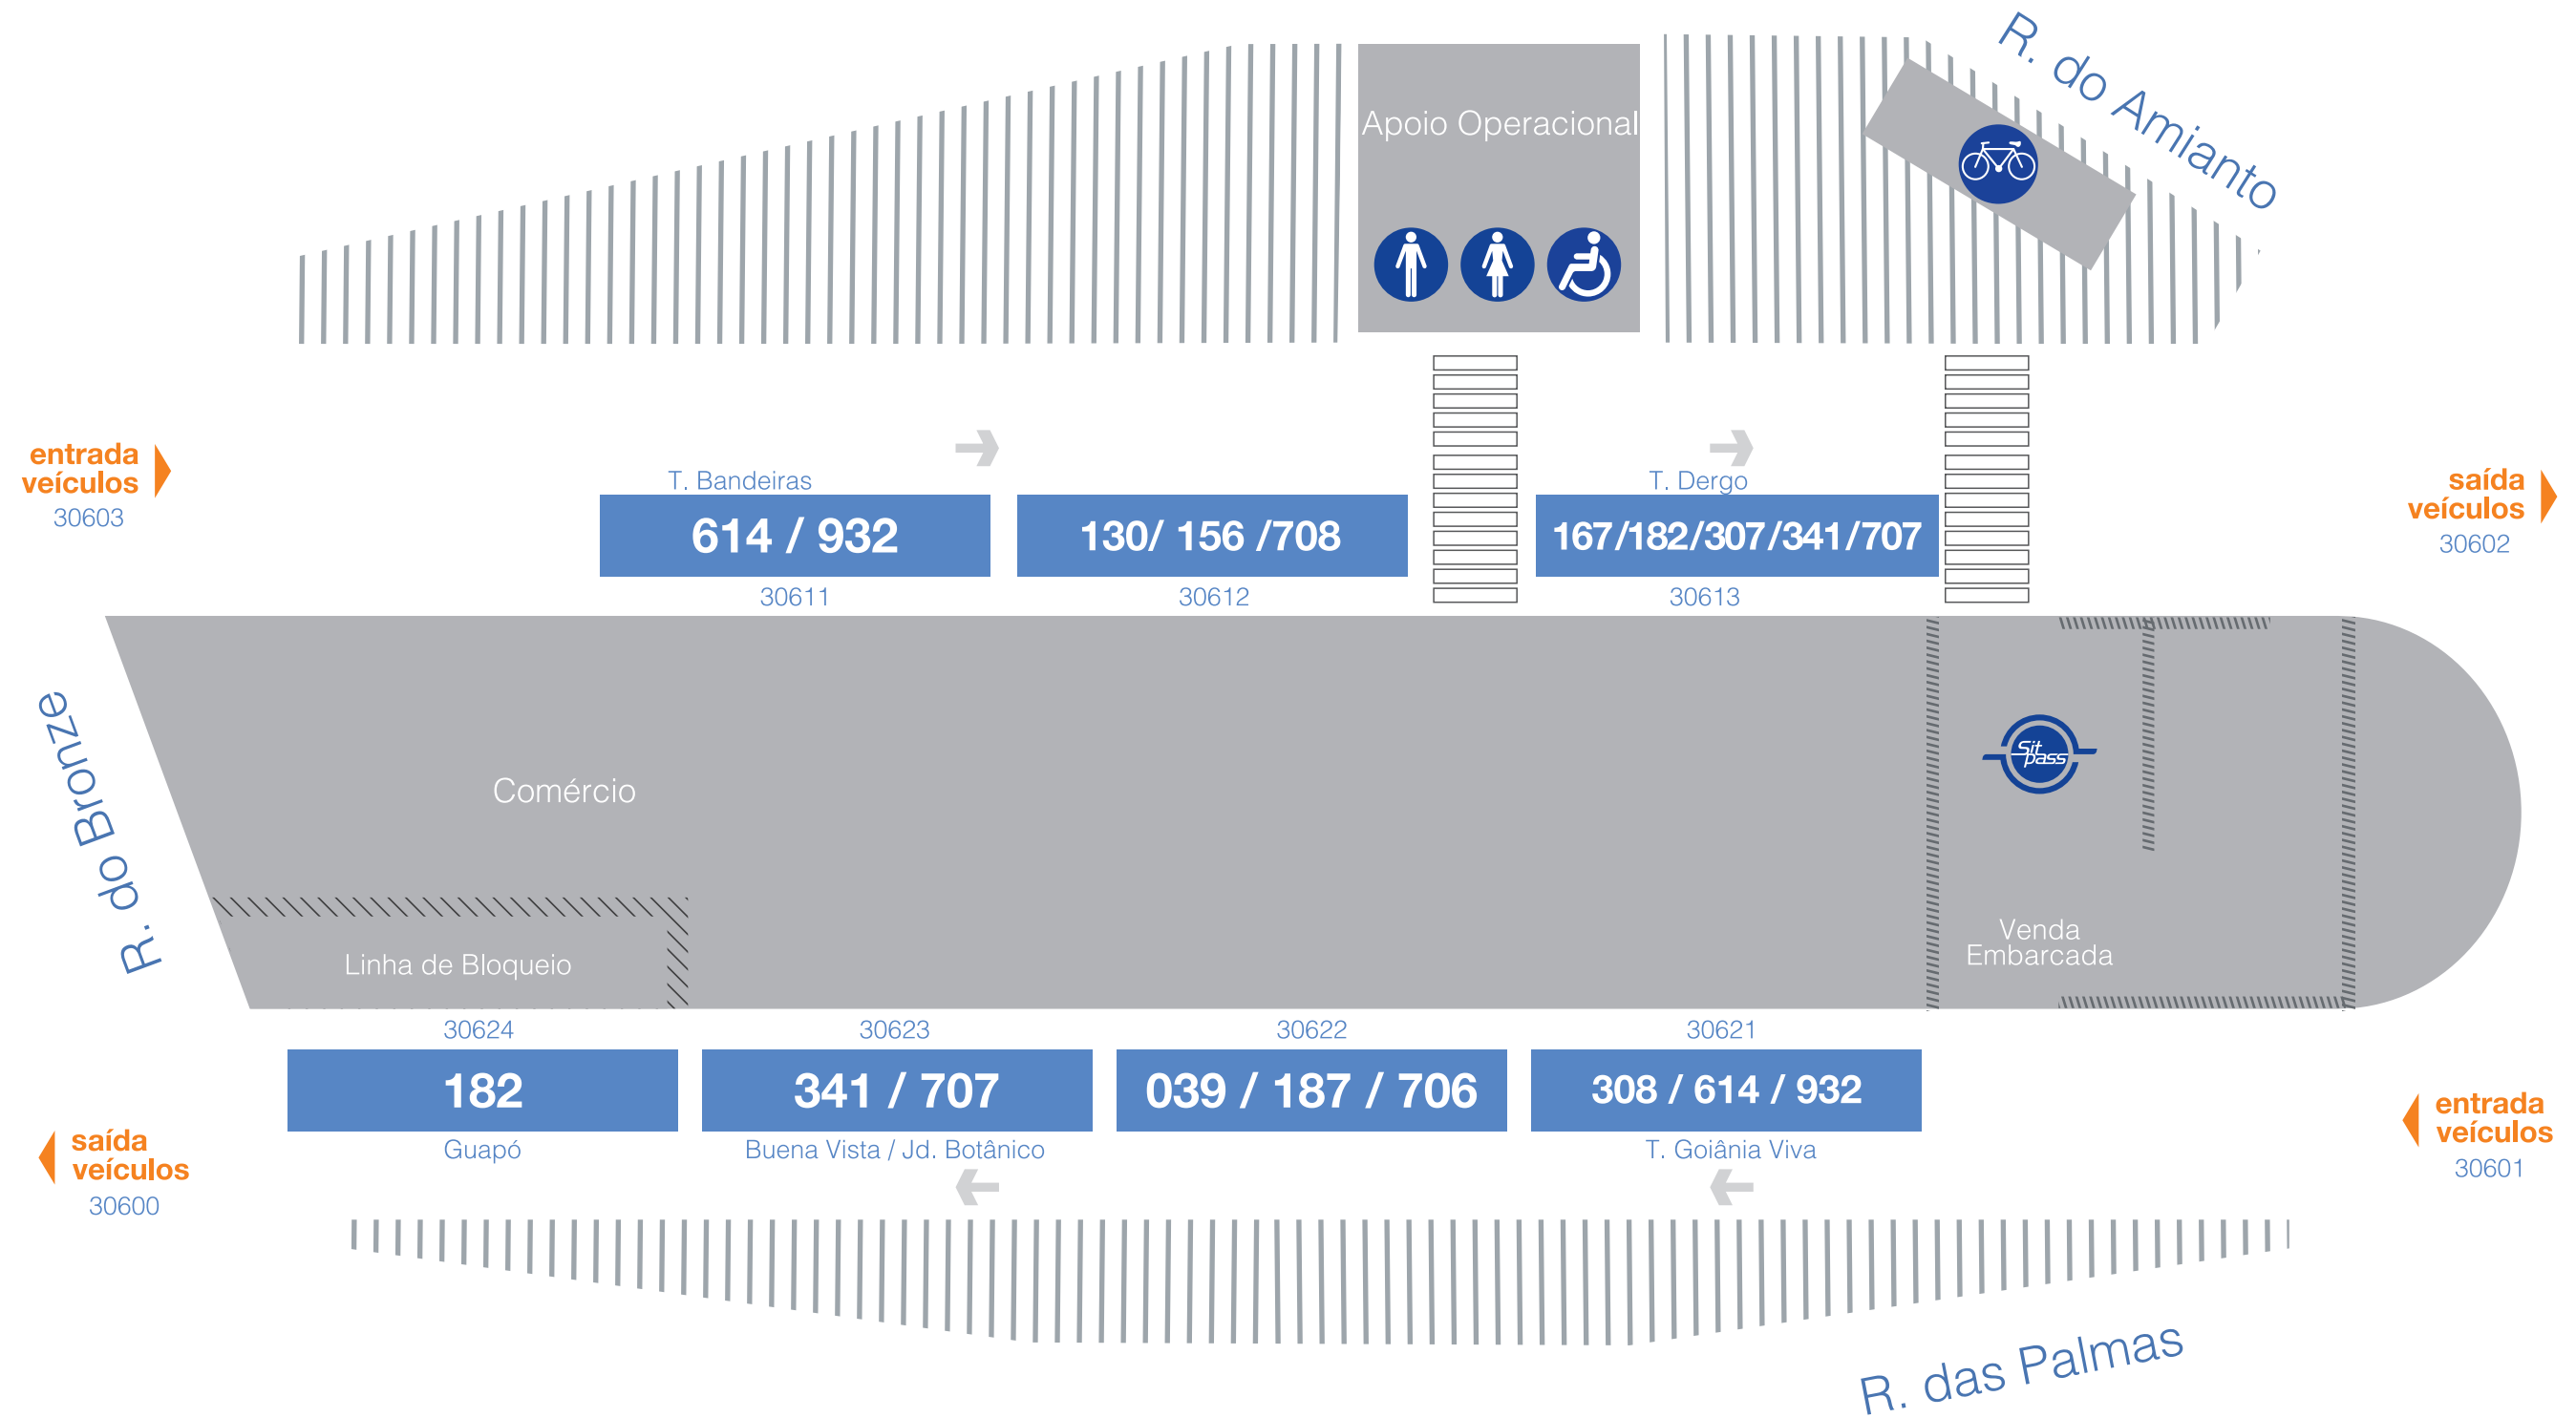 R. do Amianto
Apoio Operacional
entrada
veículos
30603
T. Bandeiras
614 / 932
30611
130/ 156 /708
30612
T. Dergo
167/182/307/341/707
30613
saída
veículos
30602
R. do Bronze
Comércio
Sit
pass
Venda
Embarcada
Linha de Bloqueio
30624
182
Guapó
30623
341 / 707
Buena Vista / Jd. Botânico
30622
039 / 187 / 706
30621
308 / 614 / 932
T. Goiânia Viva
saída
veículos
30600
entrada
veículos
30601
R. das Palmas